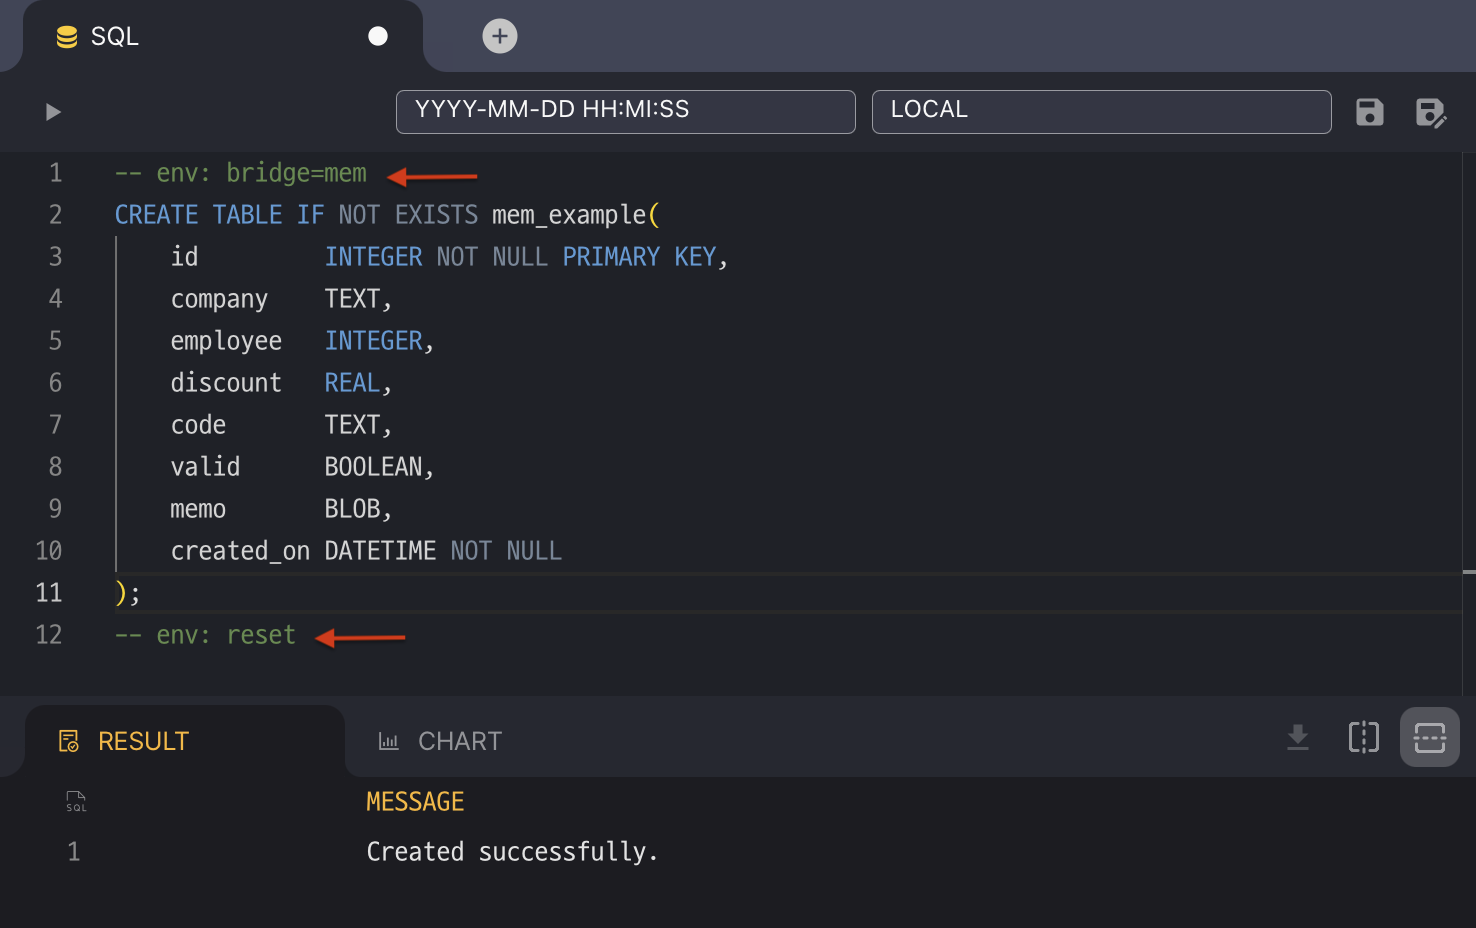 SQL
YYYY-MM-DD HH:MI:SS LOCAL
1 -- env: bridge=mem
2 CREATE TABLE IF NOT EXISTS mem_example(
3 id INTEGER NOT NULL PRIMARY KEY,
4 company TEXT,
5 employee INTEGER,
6 discount REAL,
7 code TEXT,
8 valid BOOLEAN,
9 memo BLOB,
10 created_on DATETIME NOT NULL
11 );
12 -- env: reset
RESULT CHART
SQL MESSAGE
1 Created successfully.